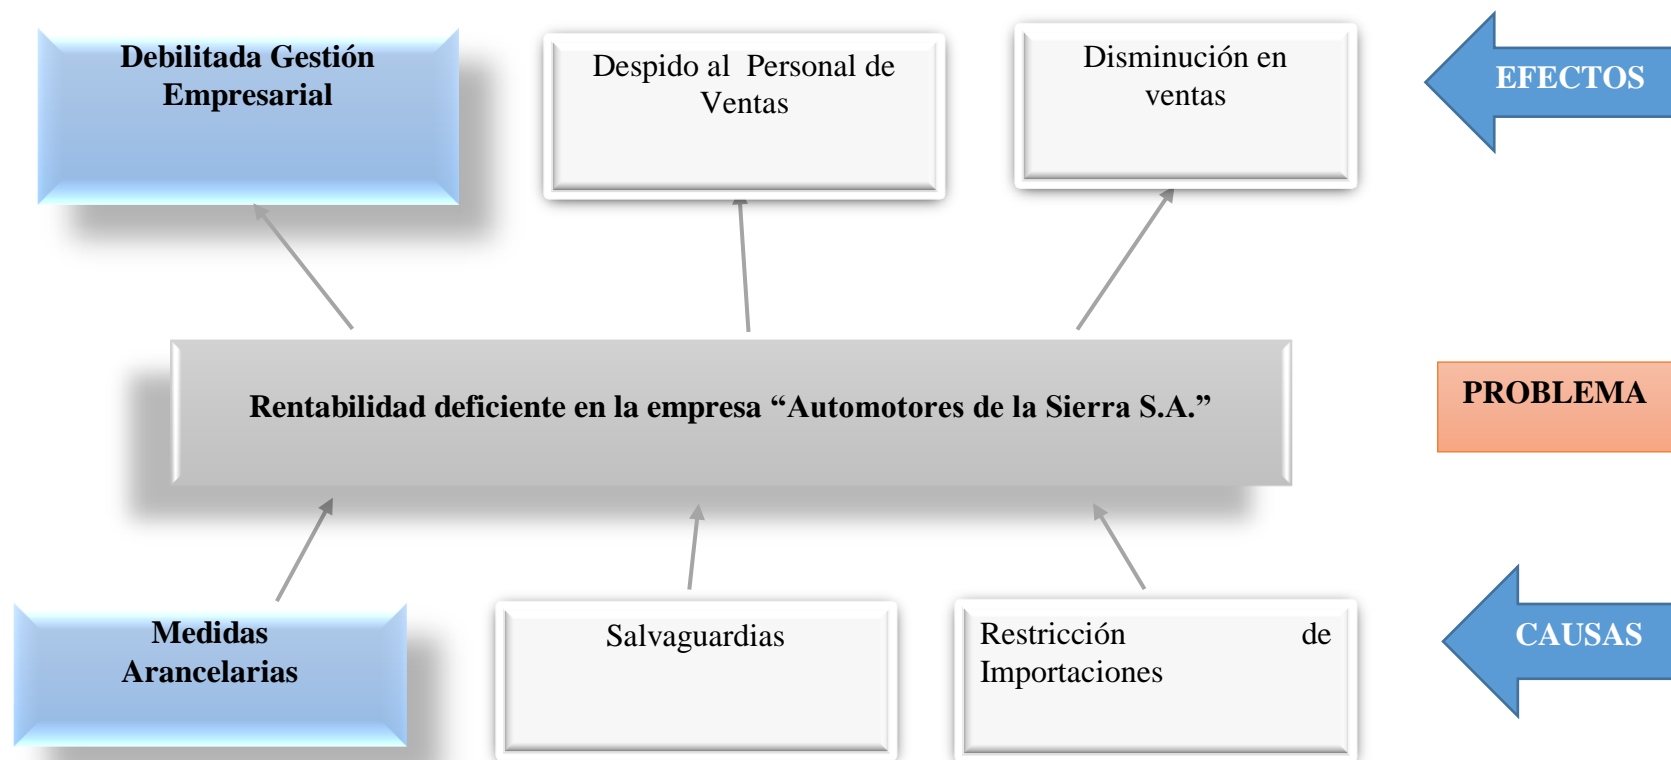 Debilitada Gestión
Empresarial
Despido al Personal de
Ventas
Disminución en
ventas
EFECTOS
Rentabilidad deficiente en la empresa “Automotores de la Sierra S.A.”
PROBLEMA
Medidas
Arancelarias
Salvaguardias
Restricción de
Importaciones
CAUSAS